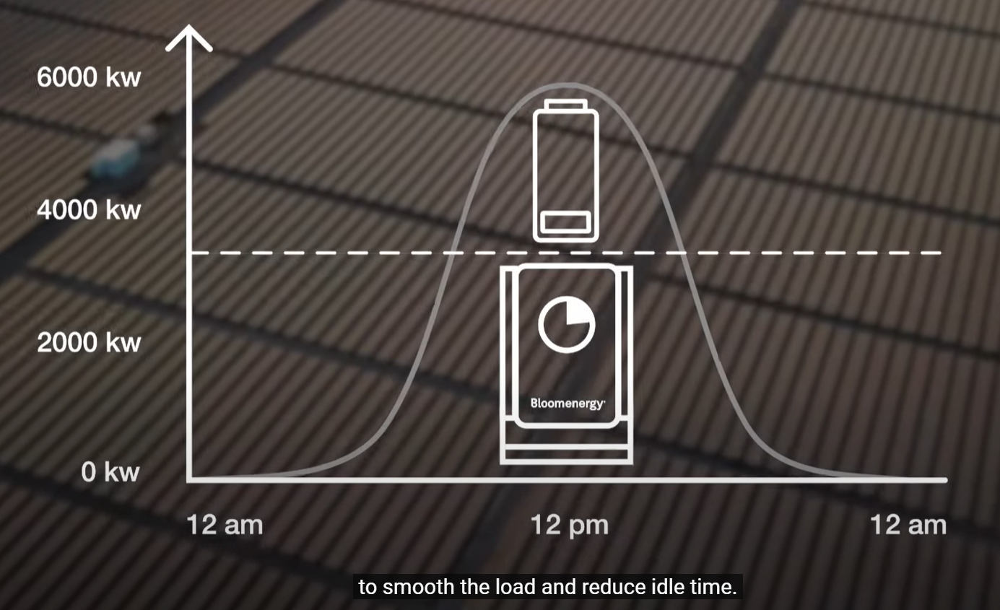 6000 kw
4000 kw
2000 kw
0 kw
Bloomenergy
12 am
12 pm
12 am
to smooth the load and reduce idle time.